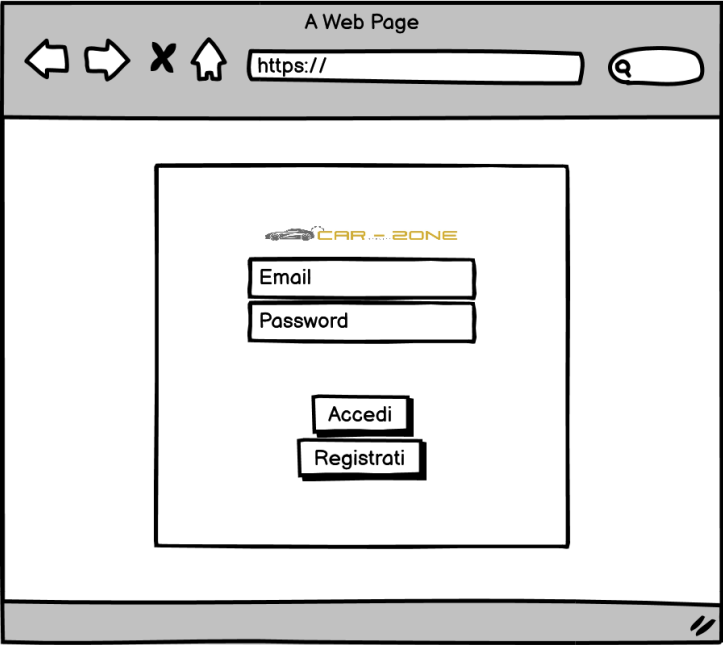 A Web Page
https://
CAR - ZONE
Email
Password
Accedi
Registrati